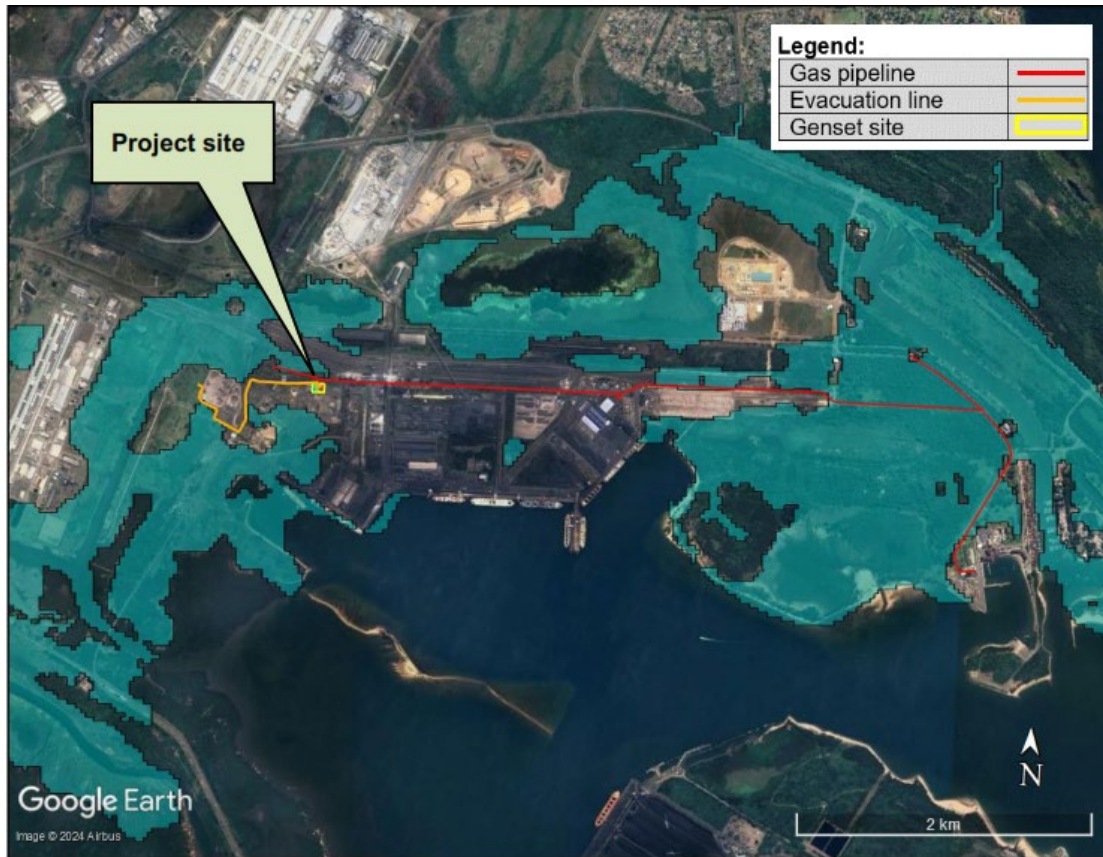 Legend:
Gas pipeline
Evacuation line
Genset site
Project site
N
Google Earth
Image © 2024 Airbus
2 km